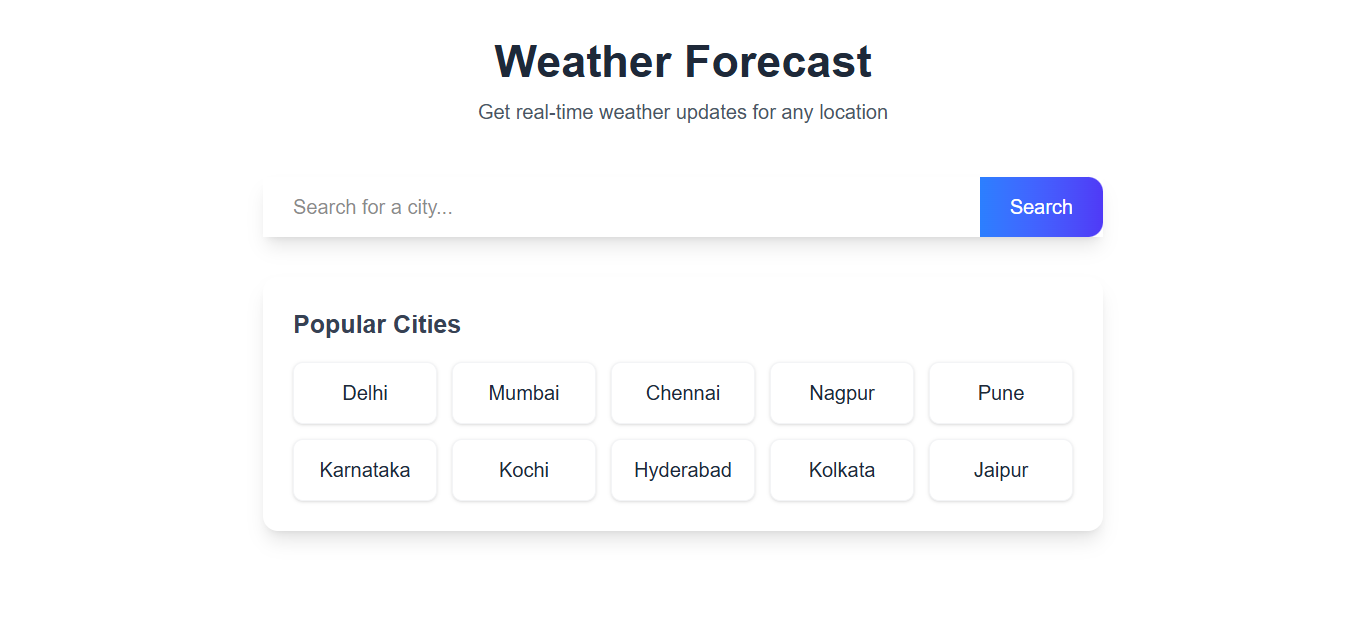 Weather Forecast
Get real-time weather updates for any location
Search for a city...
Search
Popular Cities
Delhi
Mumbai
Chennai
Nagpur
Pune
Karnataka
Kochi
Hyderabad
Kolkata
Jaipur